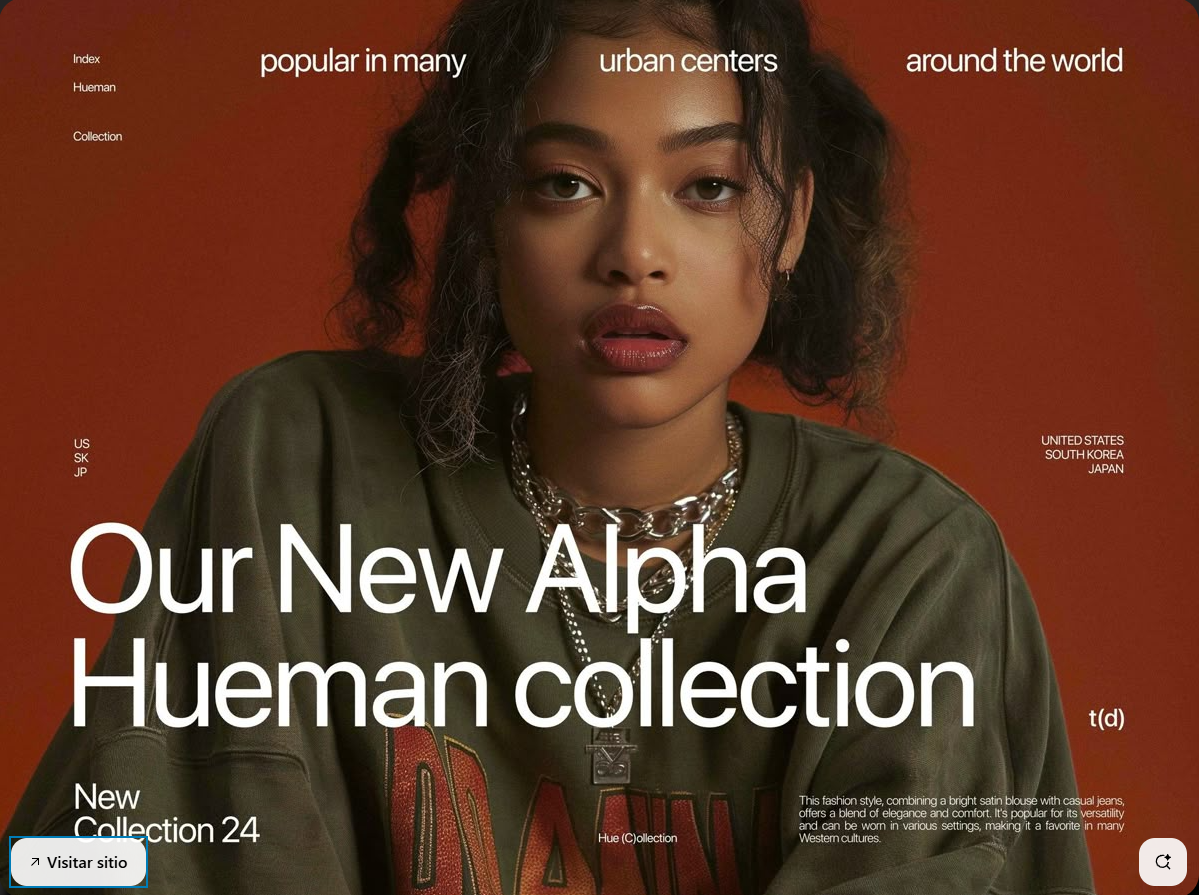 Index
Hueman
Collection
popular in many
urban centers
around the world
US
SK
JP
UNITED STATES
SOUTH KOREA
JAPAN
Our New Alpha
Hueman collection
t(d)
New
Collection 24
Hue (C)ollection
This fashion style, combining a bright satin blouse with casual jeans,
offers a blend of elegance and comfort. It's popular for its versatility
and can be worn in various settings, making it a favorite in many
Western cultures.
Visitar sitio